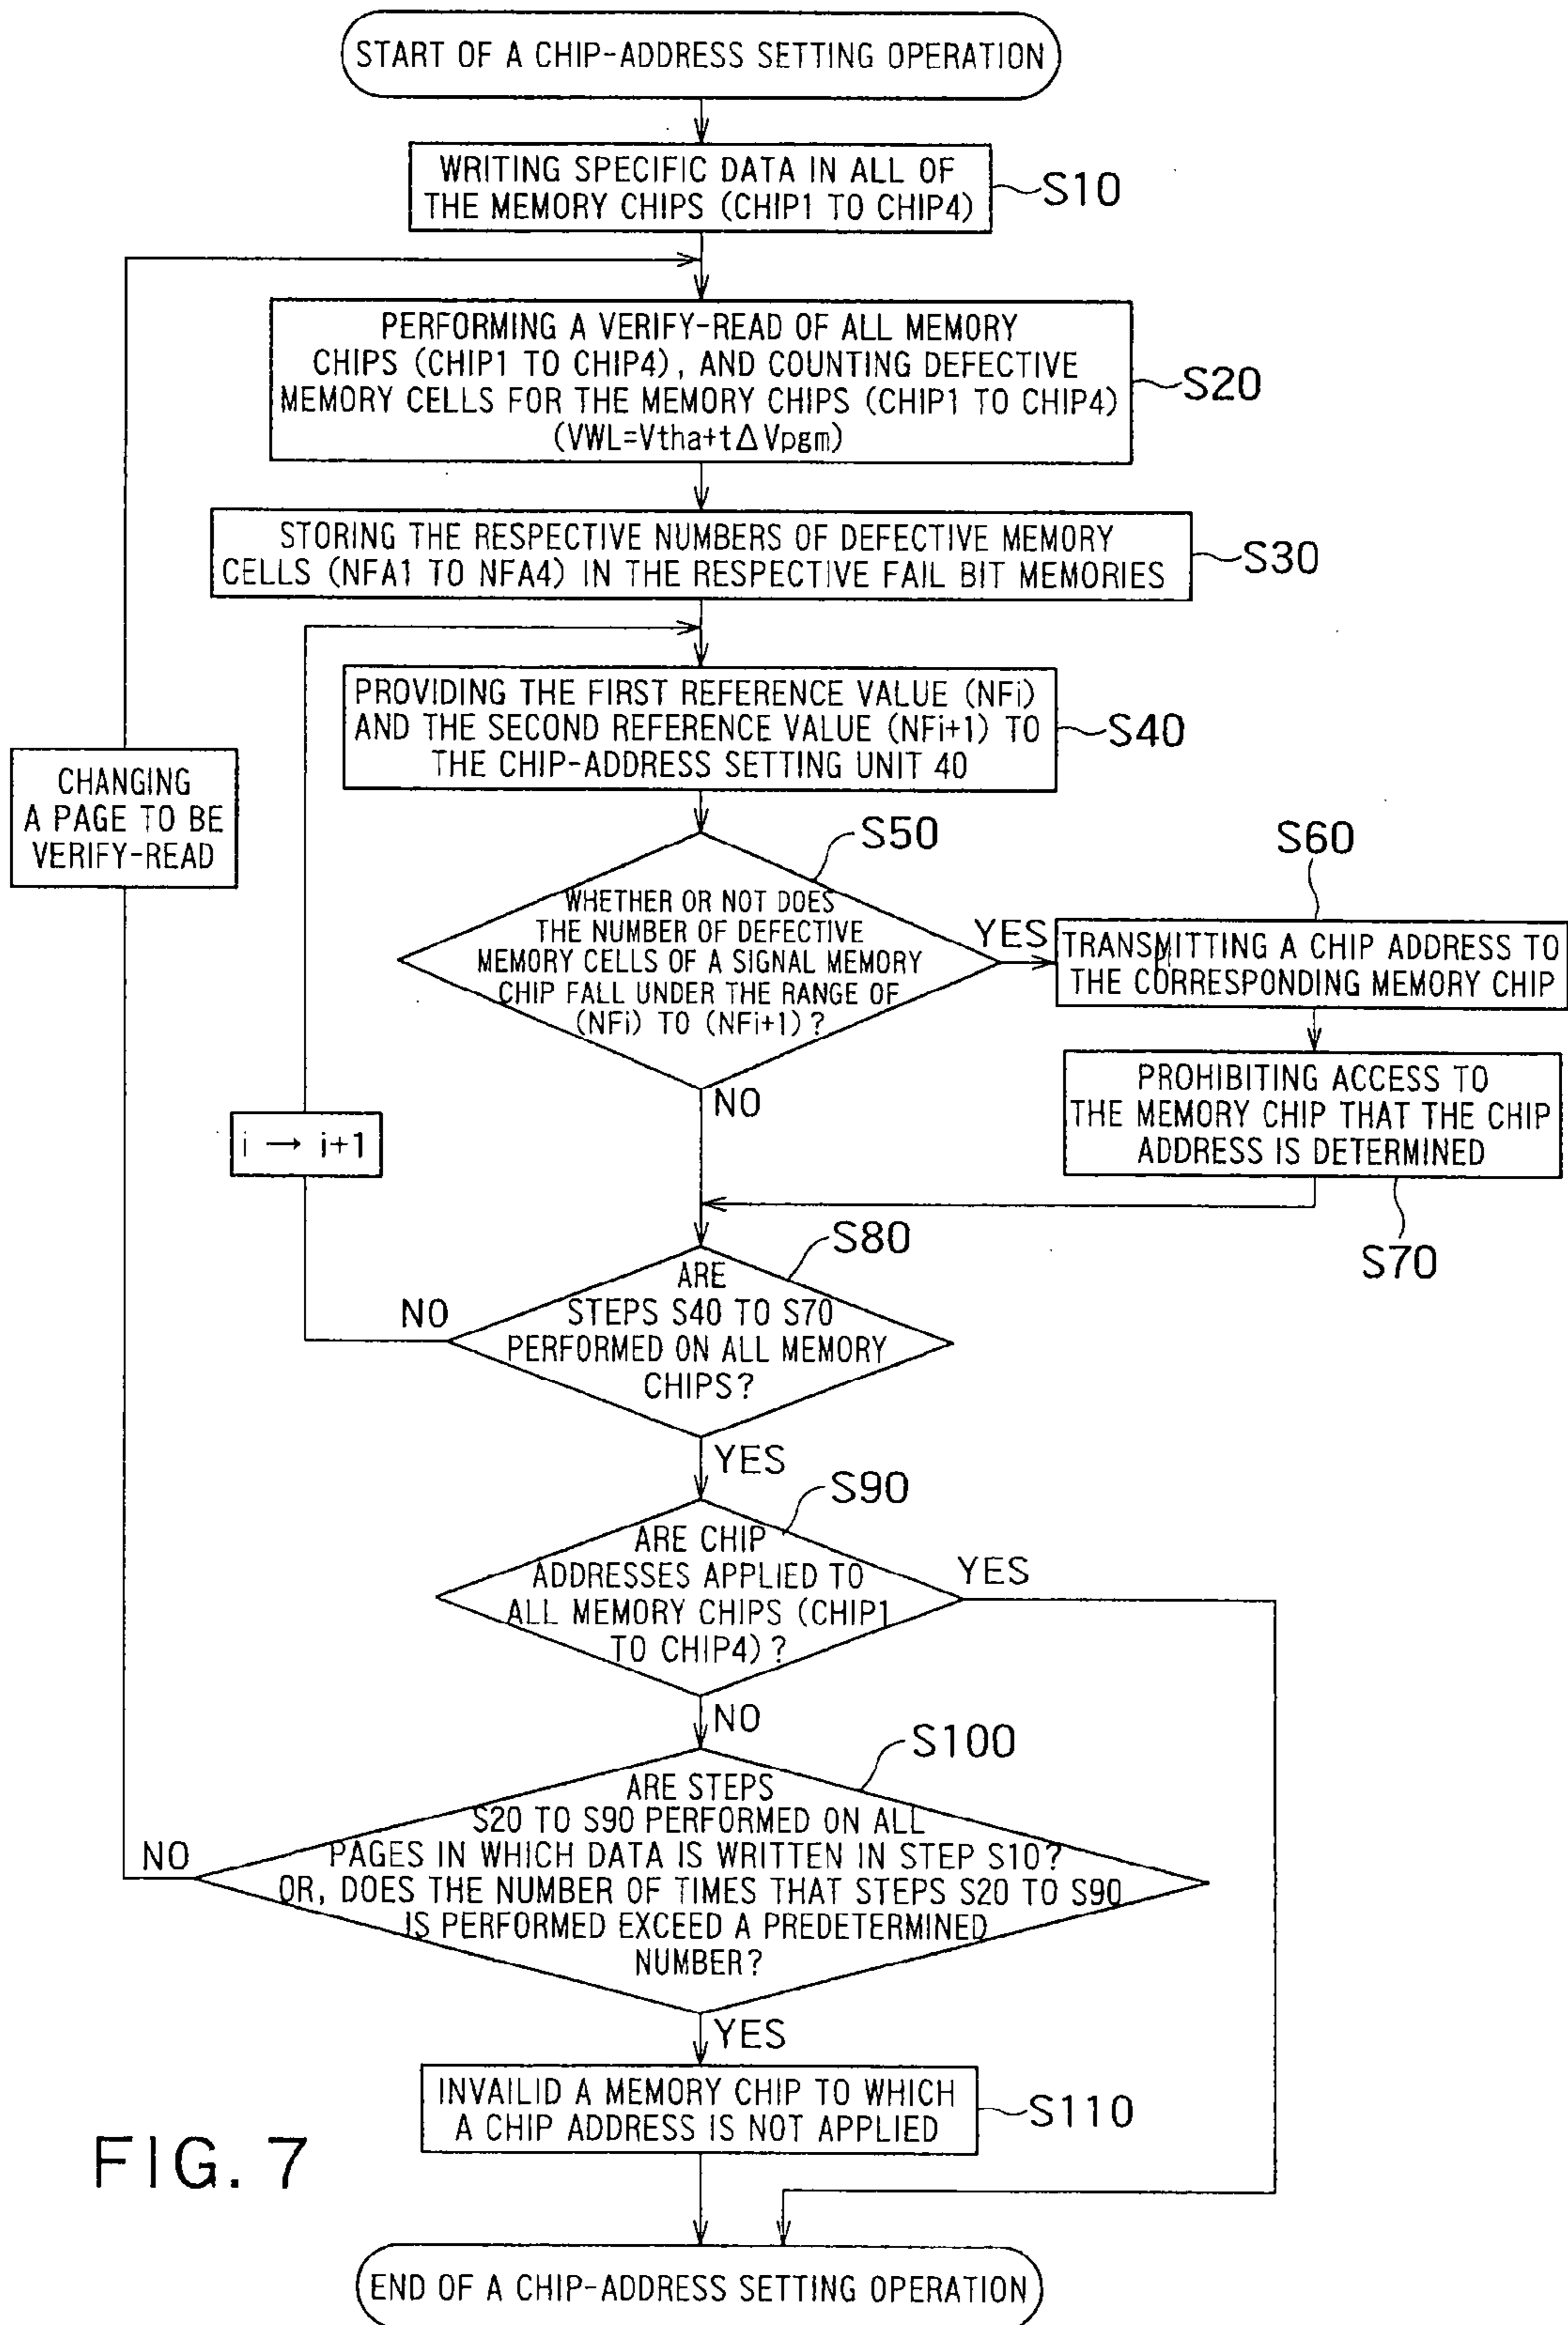 START OF A CHIP-ADDRESS SETTING OPERATION
WRITING SPECIFIC DATA IN ALL OF
THE MEMORY CHIPS (CHIP1 TO CHIP4)
S10
PERFORMING A VERIFY-READ OF ALL MEMORY
CHIPS (CHIP1 TO CHIP4), AND COUNTING DEFECTIVE
MEMORY CELLS FOR THE MEMORY CHIPS (CHIP1 TO CHIP4)
(VWL=Vtha+tΔVpgm)
S20
STORING THE RESPECTIVE NUMBERS OF DEFECTIVE MEMORY
CELLS (NFA1 TO NFA4) IN THE RESPECTIVE FAIL BIT MEMORIES
S30
PROVIDING THE FIRST REFERENCE VALUE (NFi)
AND THE SECOND REFERENCE VALUE (NFi+1) TO
THE CHIP-ADDRESS SETTING UNIT 40
S40
CHANGING
A PAGE TO BE
VERIFY-READ
S50
WHETHER OR NOT DOES
THE NUMBER OF DEFECTIVE
MEMORY CELLS OF A SIGNAL MEMORY
CHIP FALL UNDER THE RANGE OF
(NFi) TO (NFi+1)?
YES
S60
TRANSMITTING A CHIP ADDRESS TO
THE CORRESPONDING MEMORY CHIP
PROHIBITING ACCESS TO
THE MEMORY CHIP THAT THE CHIP
ADDRESS IS DETERMINED
S70
NO
i → i+1
S80
ARE
STEPS S40 TO S70
PERFORMED ON ALL MEMORY
CHIPS?
NO
YES
S90
ARE CHIP
ADDRESSES APPLIED TO
ALL MEMORY CHIPS (CHIP1
TO CHIP4)?
YES
NO
S100
ARE STEPS
S20 TO S90 PERFORMED ON ALL
PAGES IN WHICH DATA IS WRITTEN IN STEP S10?
OR, DOES THE NUMBER OF TIMES THAT STEPS S20 TO S90
IS PERFORMED EXCEED A PREDETERMINED
NUMBER?
NO
YES
INVAILID A MEMORY CHIP TO WHICH
A CHIP ADDRESS IS NOT APPLIED
S110
FIG. 7
END OF A CHIP-ADDRESS SETTING OPERATION